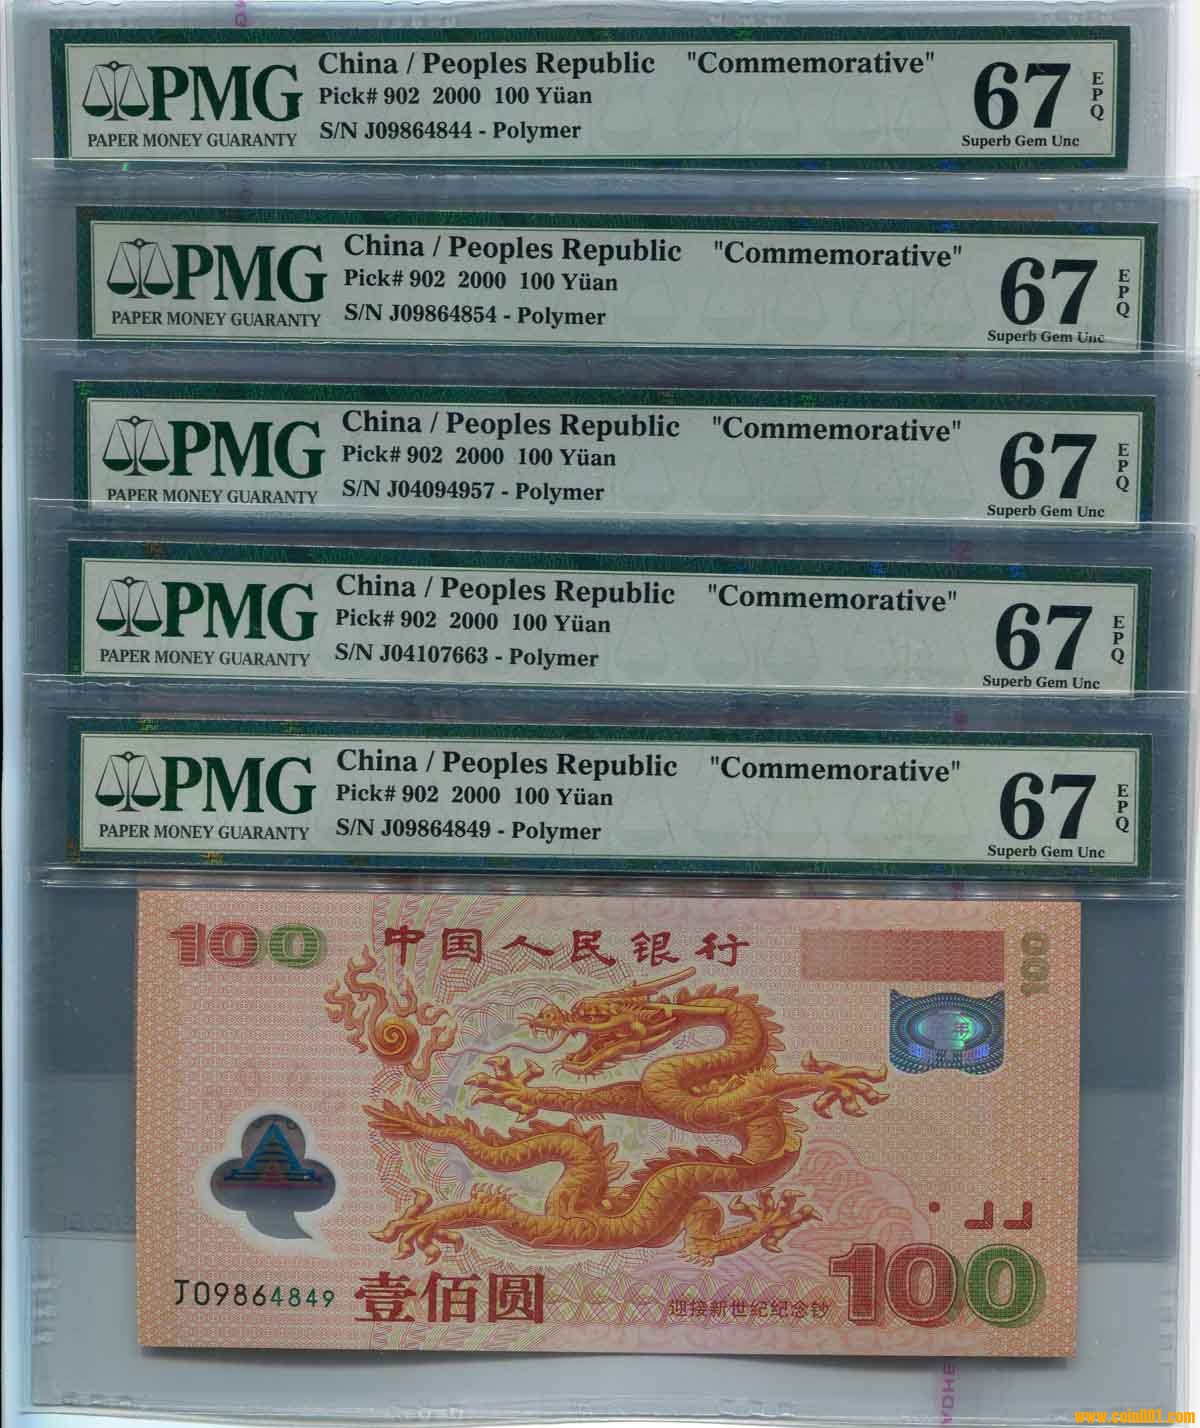 PMG
PAPER MONEY GUARANTY
China / Peoples Republic "Commemorative"
Pick# 902 2000 100 Yüan
S/N J09864844 - Polymer
67
EPQ
Superb Gem Unc
PMG
PAPER MONEY GUARANTY
China / Peoples Republic "Commemorative"
Pick# 902 2000 100 Yüan
S/N J09864854 - Polymer
67
EPQ
Superb Gem Unc
PMG
PAPER MONEY GUARANTY
China / Peoples Republic "Commemorative"
Pick# 902 2000 100 Yüan
S/N J04094957 - Polymer
67
EPQ
Superb Gem Unc
PMG
PAPER MONEY GUARANTY
China / Peoples Republic "Commemorative"
Pick# 902 2000 100 Yüan
S/N J04107663 - Polymer
67
EPQ
Superb Gem Unc
PMG
PAPER MONEY GUARANTY
China / Peoples Republic "Commemorative"
Pick# 902 2000 100 Yüan
S/N J09864849 - Polymer
67
EPQ
Superb Gem Unc
100
中国人民银行
100
J09864849
壹佰圆
迎接新世纪纪念钞
100
www.coin001.com